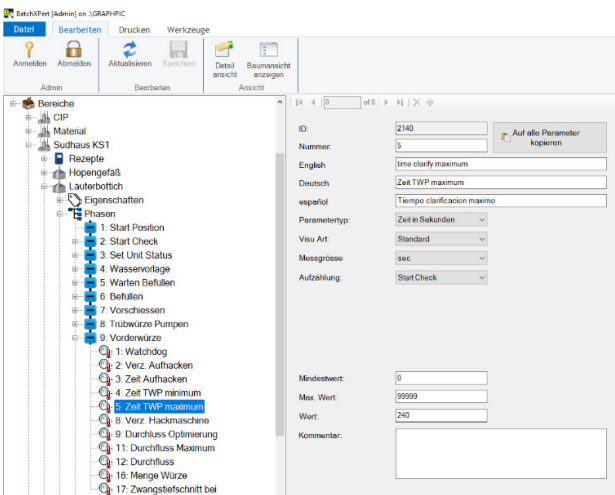 BatchXPert [Admin] on .\GRAPHPIC
Datei Bearbeiten Drucken Werkzeuge
Anmelden Abmelden Aktualisieren Speichern Detail ansicht Baumansicht anzeigen
Admin Bearbeiten Ansicht
Bereiche
CIP
Material
Sudhaus KS1
Rezepte
Hopengefäß
Läuterbottich
Eigenschaften
Phasen
1: Start Position
2: Start Check
3: Set Unit Status
4: Wasservorlage
5: Warten Befüllen
6: Befüllen
7: Vorschiessen
8: Trübwürze Pumpen
9: Vorderwürze
1: Watchdog
2: Verz. Aufhacken
3: Zeit Aufhacken
4: Zeit TWP minimum
5: Zeit TWP maximum
8: Verz. Hackmaschine
9: Durchluss Optimierung
11: Durchfluss Maximum
12: Durchfluss
16: Menge Würze
17: Zwangstiefschnitt bei
0 of 0
ID: 2140
Auf alle Parameter kopieren
Nummer: 5
English time clarify maximum
Deutsch Zeit TWP maximum
español Tiempo clarificacion maximo
Parametertyp: Zeit in Sekunden
Visu Art: Standard
Messgrösse sec
Aufzählung: Start Check
Mindestwert: 0
Max. Wert: 99999
Wert: 240
Kommentar: